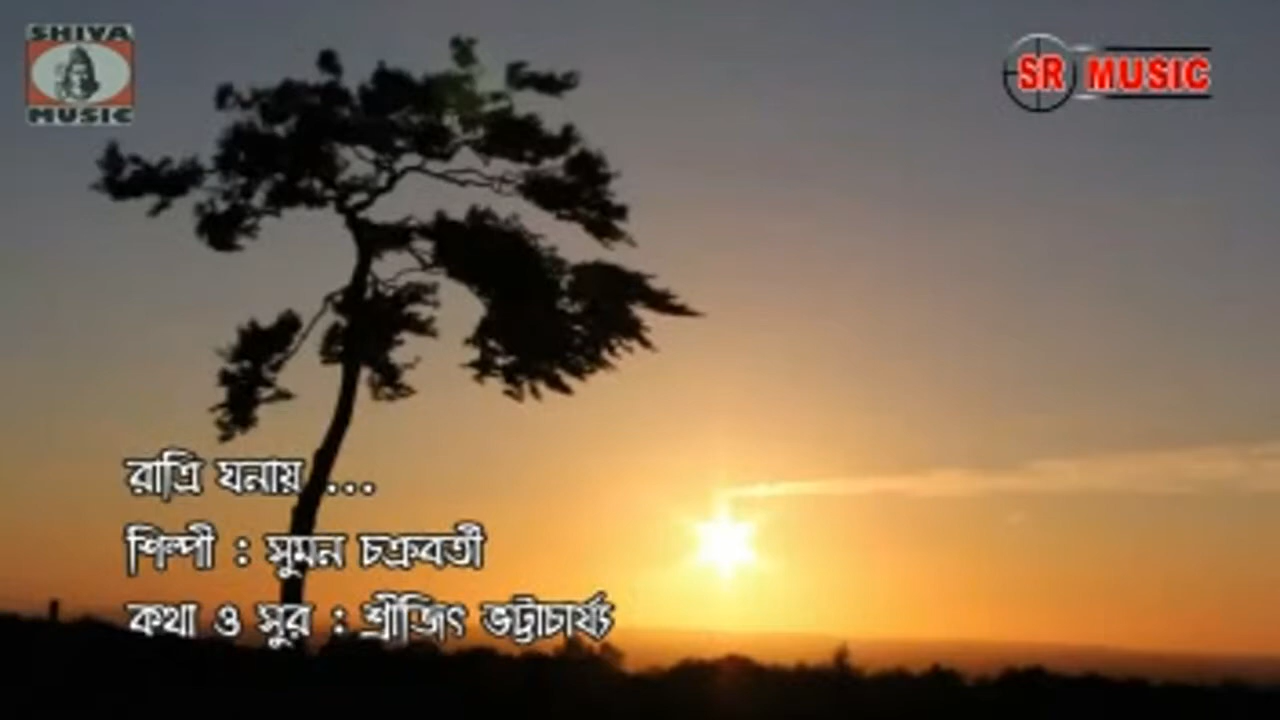 SHIVA
MUSIC
SR MUSIC
রাত্রি ঘনায় ...
শিল্পী : সুমন চক্রবর্তী
কথা ও সুর : শ্রীজিৎ ভট্টাচার্য্য